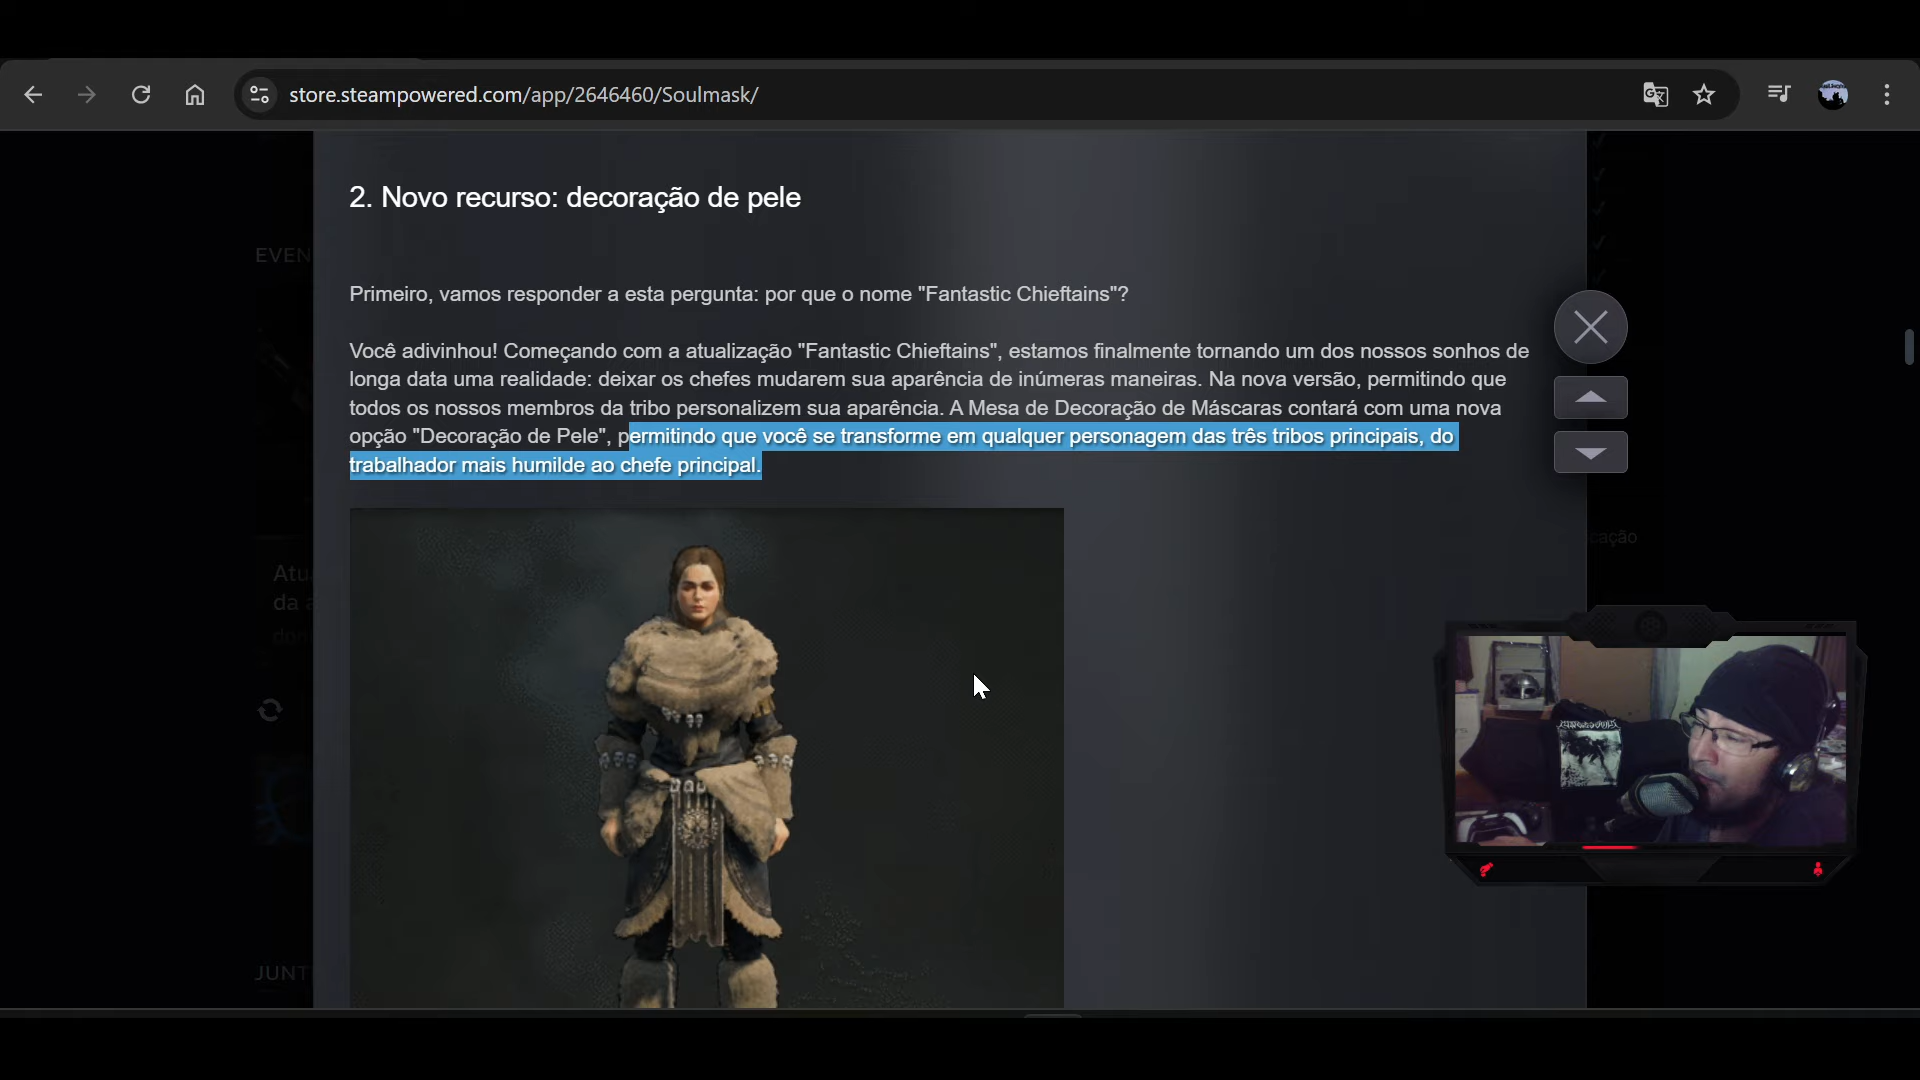 store.steampowered.com/app/2646460/Soulmask/
2. Novo recurso: decoração de pele
EVEN
Primeiro, vamos responder a esta pergunta: por que o nome "Fantastic Chieftains"?
Você adivinhou! Começando com a atualização "Fantastic Chieftains", estamos finalmente tornando um dos nossos sonhos de
longa data uma realidade: deixar os chefes mudarem sua aparência de inúmeras maneiras. Na nova versão, permitindo que
todos os nossos membros da tribo personalizem sua aparência. A Mesa de Decoração de Máscaras contará com uma nova
opção "Decoração de Pele", permitindo que você se transforme em qualquer personagem das três tribos principais, do
trabalhador mais humilde ao chefe principal.
cação
Atu
da a
don
JUNT